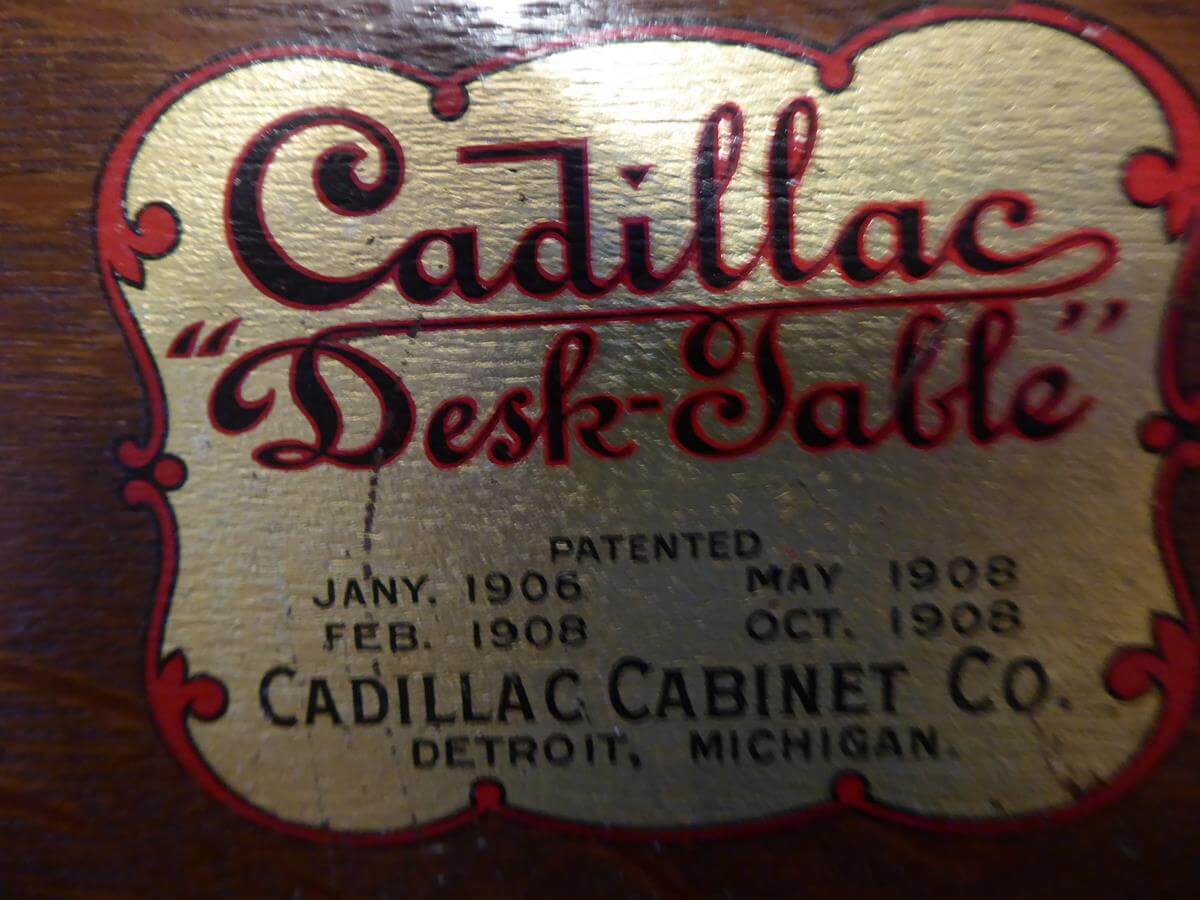 Cadillac
"Desk-Table"
PATENTED
JANY. 1906 MAY 1908
FEB. 1908 OCT. 1908
CADILLAC CABINET CO.
DETROIT, MICHIGAN.